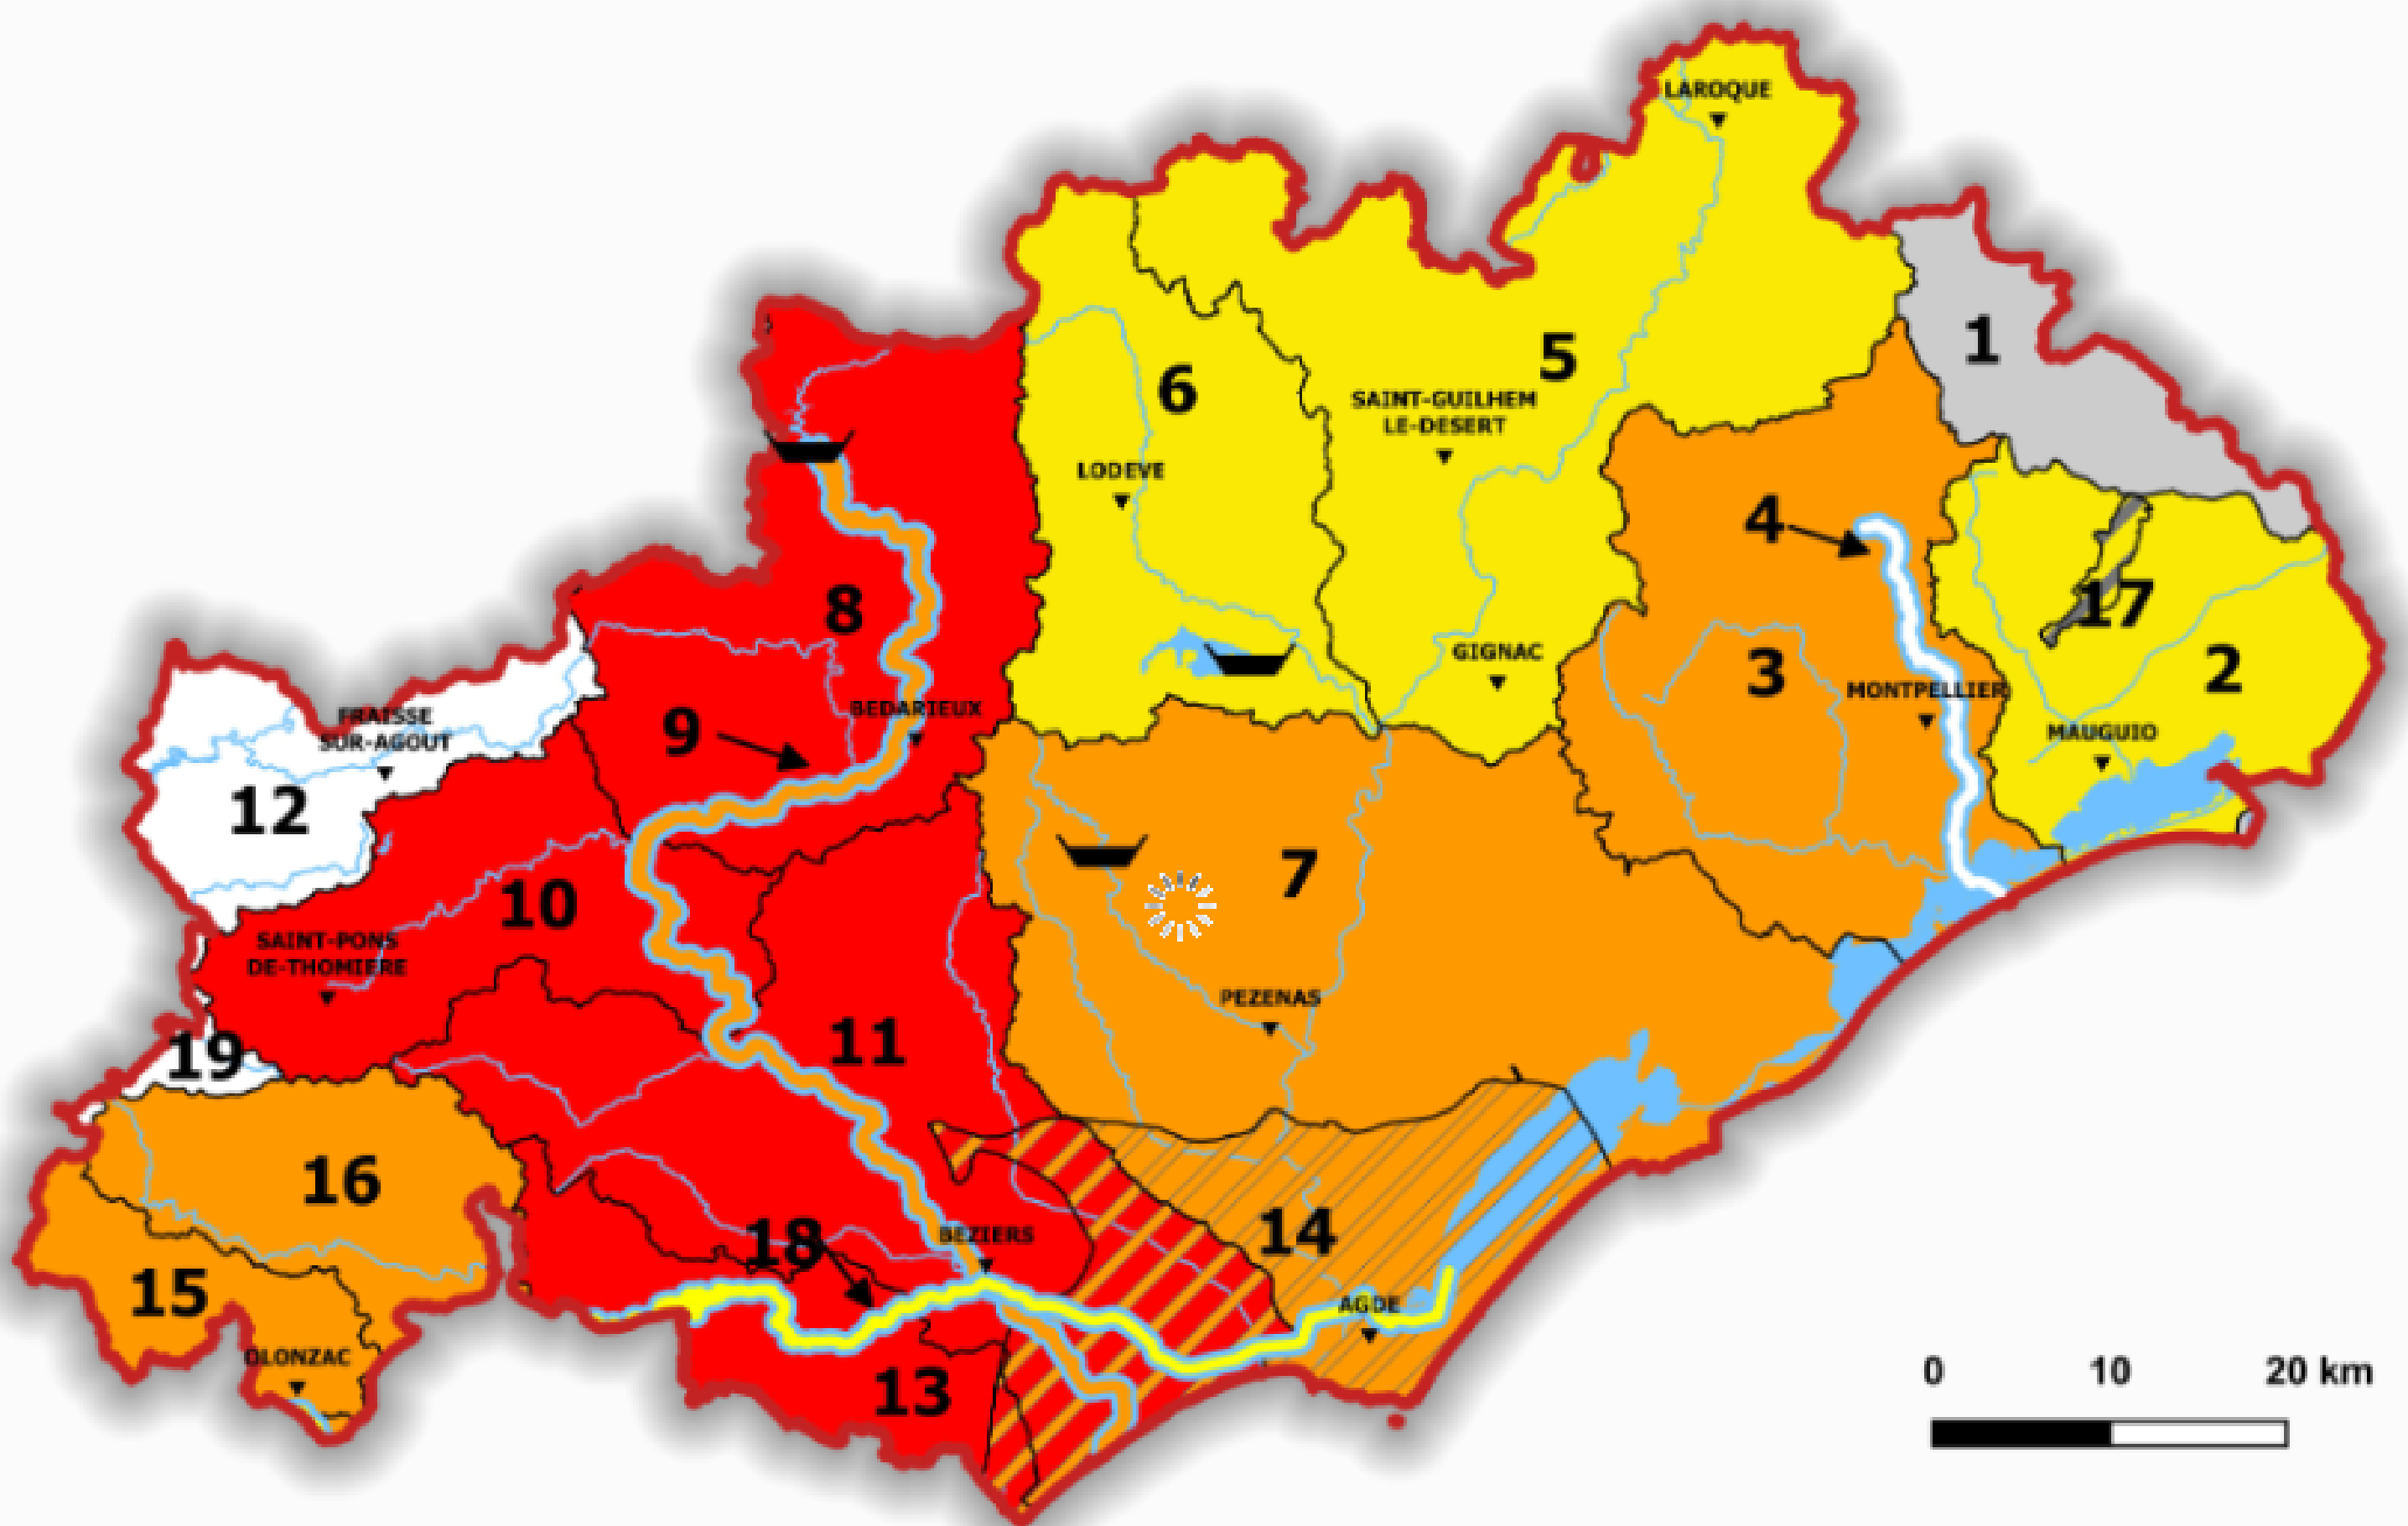 LAROQUE
1
5
6
SAINT-GUILHEM
LE-DESERT
LODEVE
4
17
8
GIGNAC
3
2
MONTPELLIER
BEDARIEUX
FRAISSE
SUR-AGOUT
9
MAUGUIO
12
7
10
SAINT-PONS
DE-THOMIERE
PEZENAS
11
19
16
14
18
BEZIERS
15
AGDE
OLONZAC
13
0 10 20 km